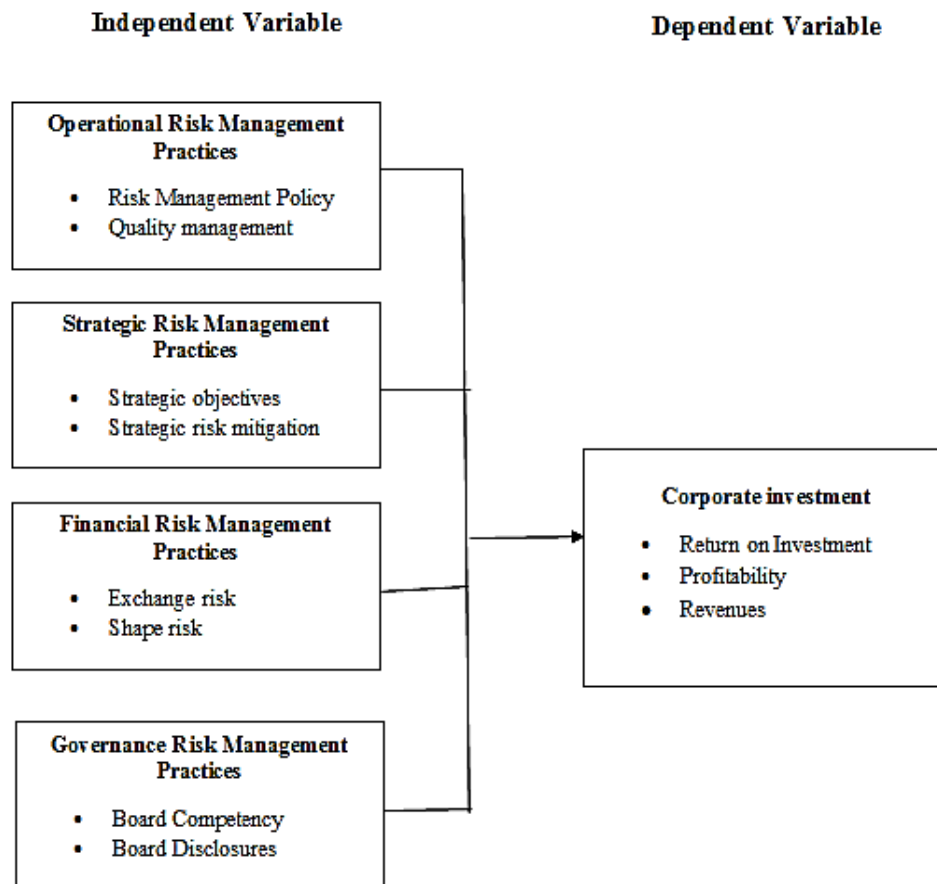 Independent Variable
Dependent Variable
Operational Risk Management
Practices
• Risk Management Policy
• Quality management
Strategic Risk Management
Practices
• Strategic objectives
• Strategic risk mitigation
Financial Risk Management
Practices
• Exchange risk
• Shape risk
Governance Risk Management
Practices
• Board Competency
• Board Disclosures
Corporate investment
• Return on Investment
• Profitability
• Revenues